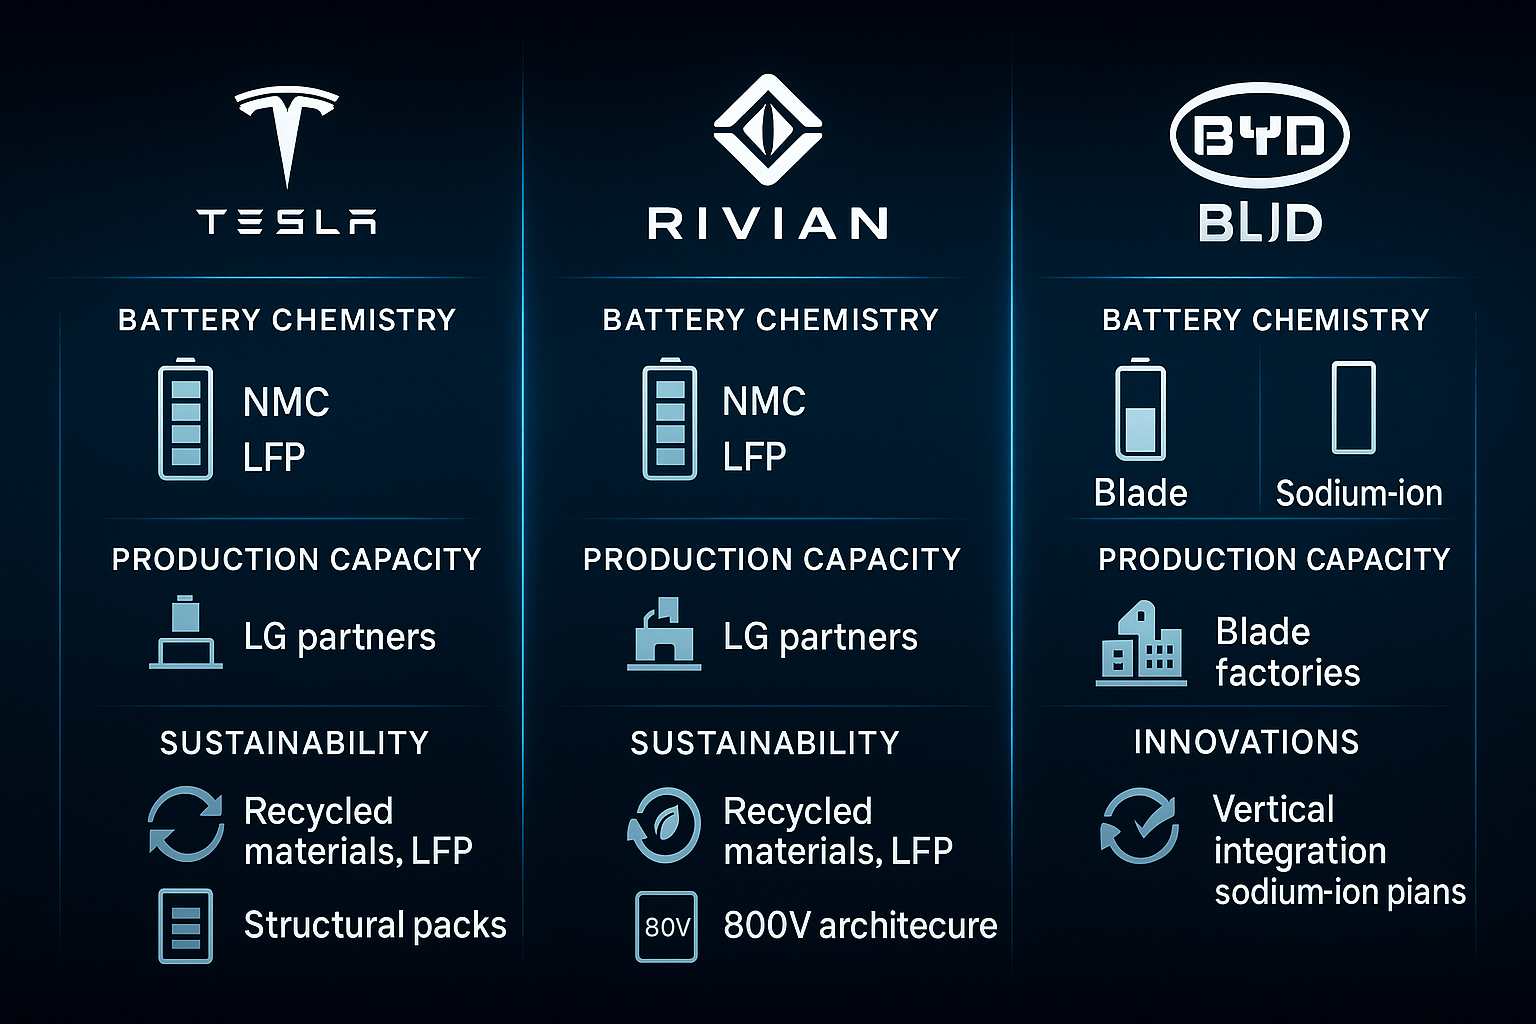 TESLA
BATTERY CHEMISTRY
NMC
LFP
PRODUCTION CAPACITY
LG partners
SUSTAINABILITY
Recycled
materials, LFP
Structural packs
RIVIAN
BATTERY CHEMISTRY
NMC
LFP
PRODUCTION CAPACITY
LG partners
SUSTAINABILITY
Recycled
materials, LFP
80V
800V architecure
BYD
BLJD
BATTERY CHEMISTRY
Blade
Sodium-ion
PRODUCTION CAPACITY
Blade
factories
INNOVATIONS
Vertical
integration
sodium-ion pians